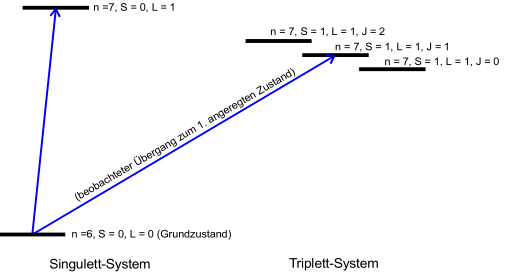 n =7, S = 0, L = 1
n = 7, S = 1, L = 1, J = 2
n = 7, S = 1, L = 1, J = 1
n = 7, S = 1, L = 1, J = 0
(beobachteter Übergang zum 1. angeregten Zustand)
n =6, S = 0, L = 0 (Grundzustand)
Singulett-System
Triplett-System